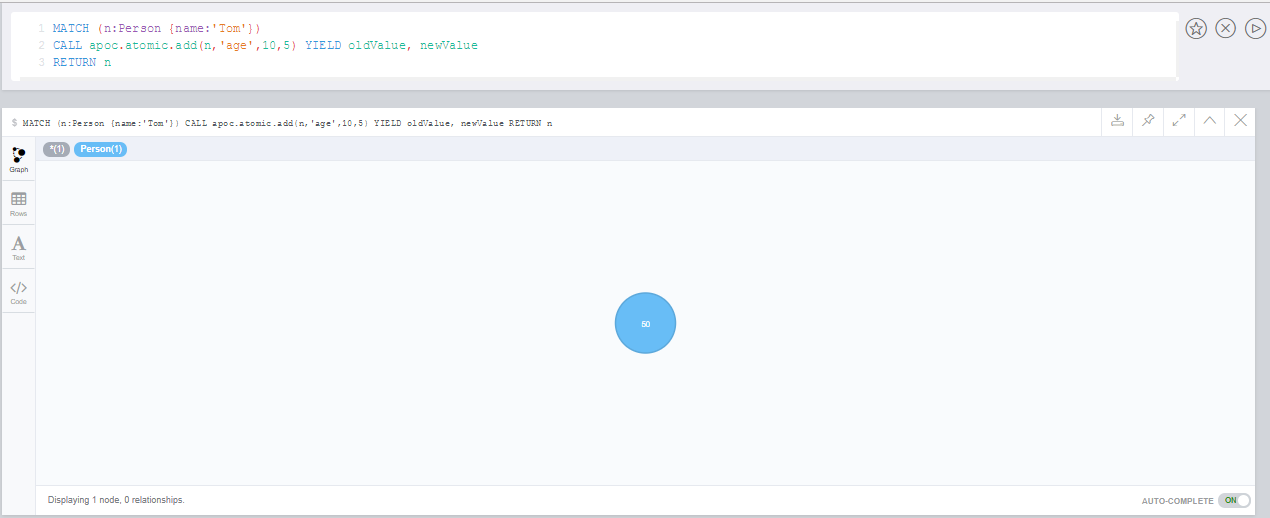 1 MATCH (n:Person {name:'Tom'})
2 CALL apoc.atomic.add(n,'age',10,5) YIELD oldValue, newValue
3 RETURN n
$ MATCH (n:Person {name:'Tom'}) CALL apoc.atomic.add(n,'age',10,5) YIELD oldValue, newValue RETURN n
*(1) Person(1)
Graph
Rows
A
Text
</>
Code
50
Displaying 1 node, 0 relationships.
AUTO-COMPLETE ON